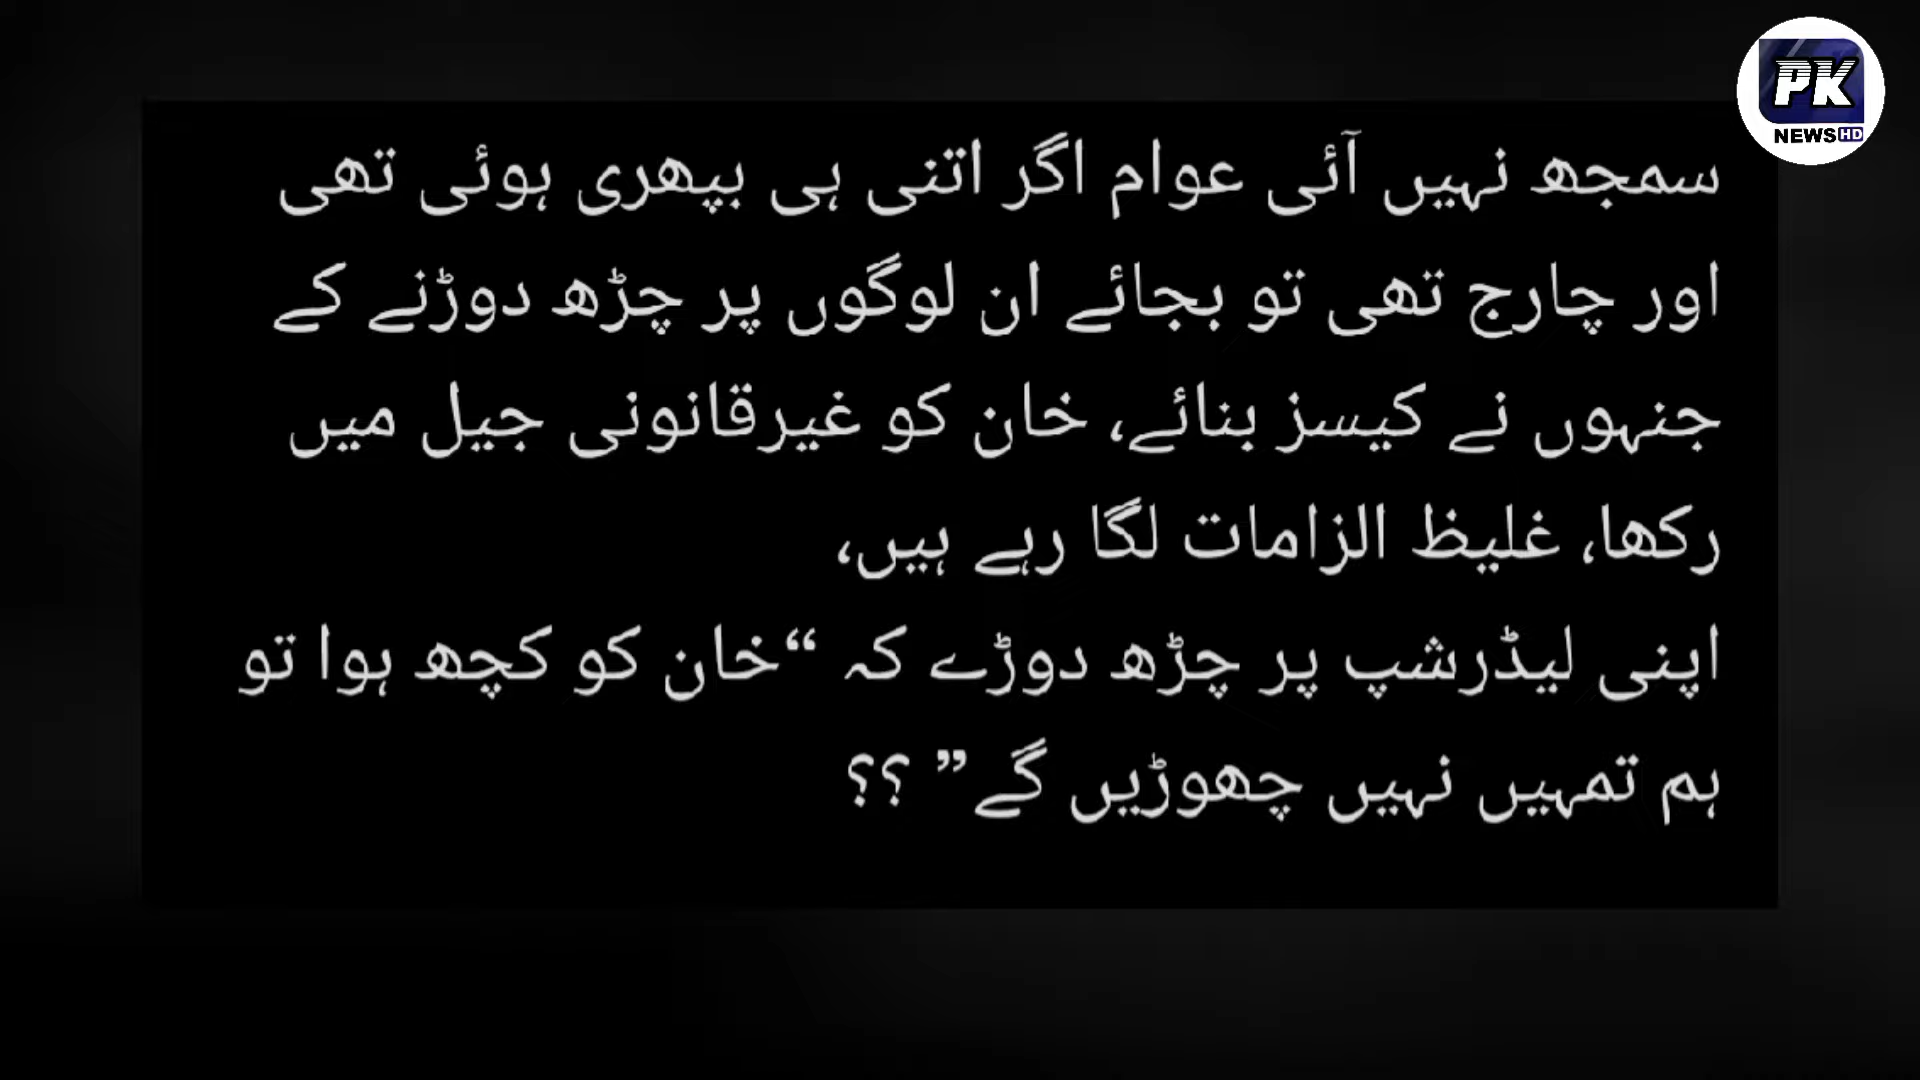 PK
NEWS HD
سمجھ نہیں آئی عوام اگر اتنی ہی بپھری ہوئی تھی
اور چارج تھی تو بجائے ان لوگوں پر چڑھ دوڑنے کے
جنہوں نے کیسز بنائے، خان کو غیرقانونی جیل میں
رکھا، غلیظ الزامات لگا رہے ہیں،
اپنی لیڈرشپ پر چڑھ دوڑے کہ “خان کو کچھ ہوا تو
ہم تمہیں نہیں چھوڑیں گے” ؟؟